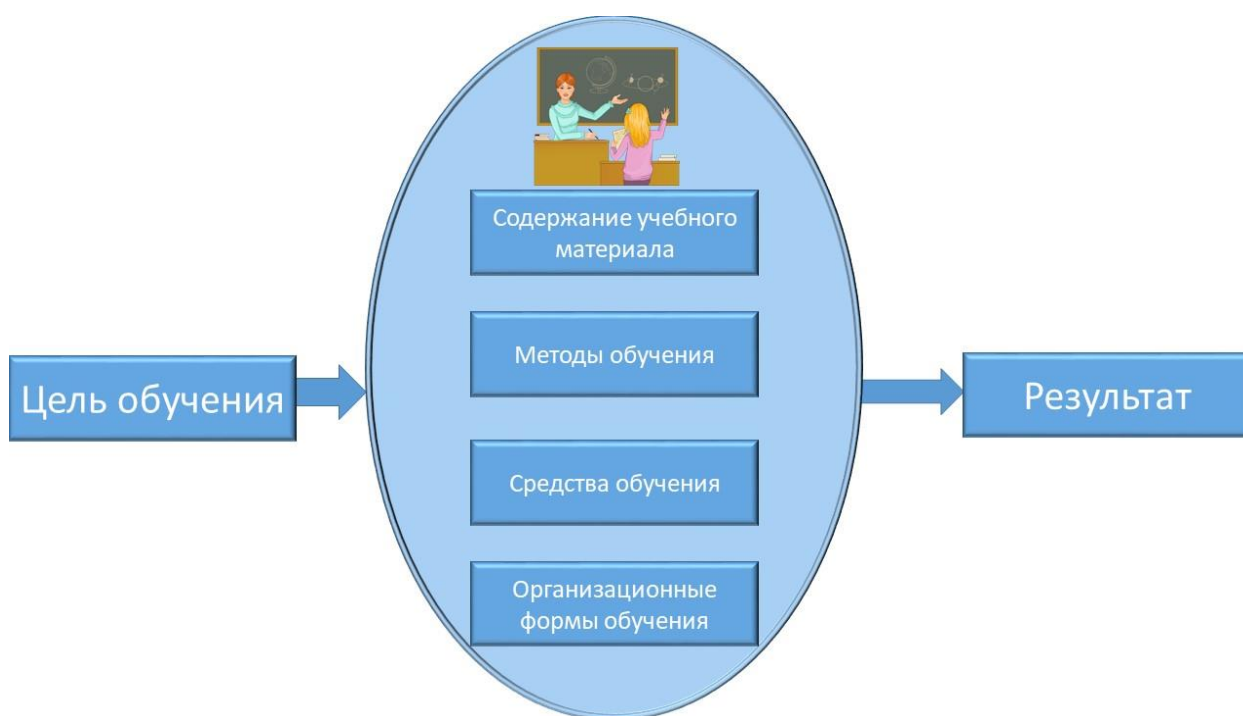 Содержание учебного
материала
Методы обучения
Цель обучения
Результат
Средства обучения
Организационные
формы обучения